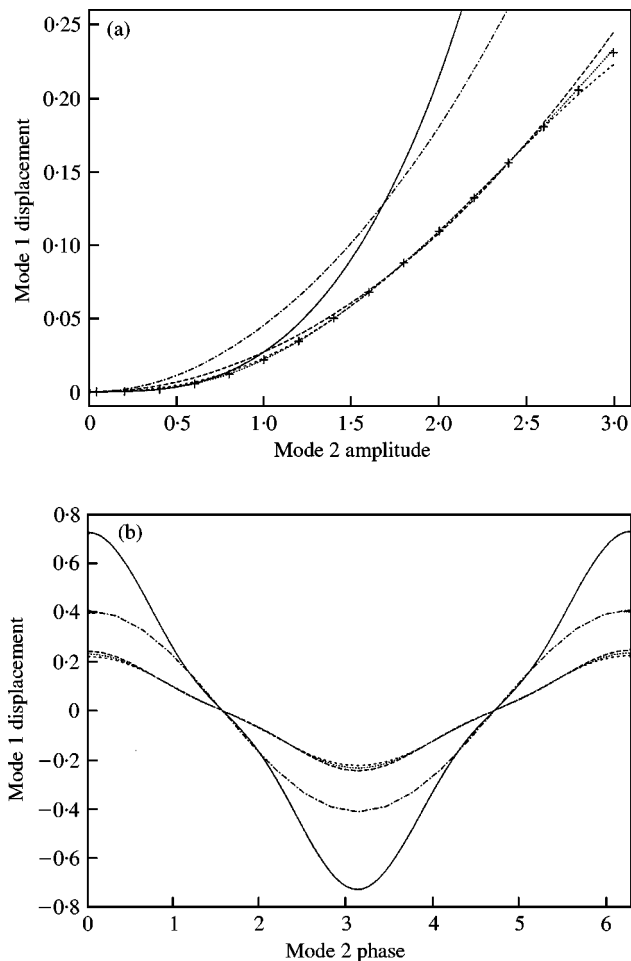 (a)
0·25
0·20
0·15
0·10
0·05
0
Mode 1 displacement
0 0·5 1·0 1·5 2·0 2·5 3·0
Mode 2 amplitude
(b)
0·8
0·6
0·4
0·2
0
−0·2
−0·4
−0·6
−0·8
Mode 1 displacement
0 1 2 3 4 5 6
Mode 2 phase